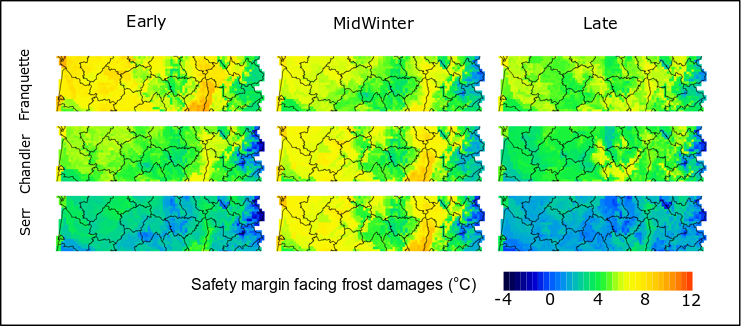 Early MidWinter Late
Franquette
Chandler
Serr
Safety margin facing frost damages (°C)
-4 0 4 8 12